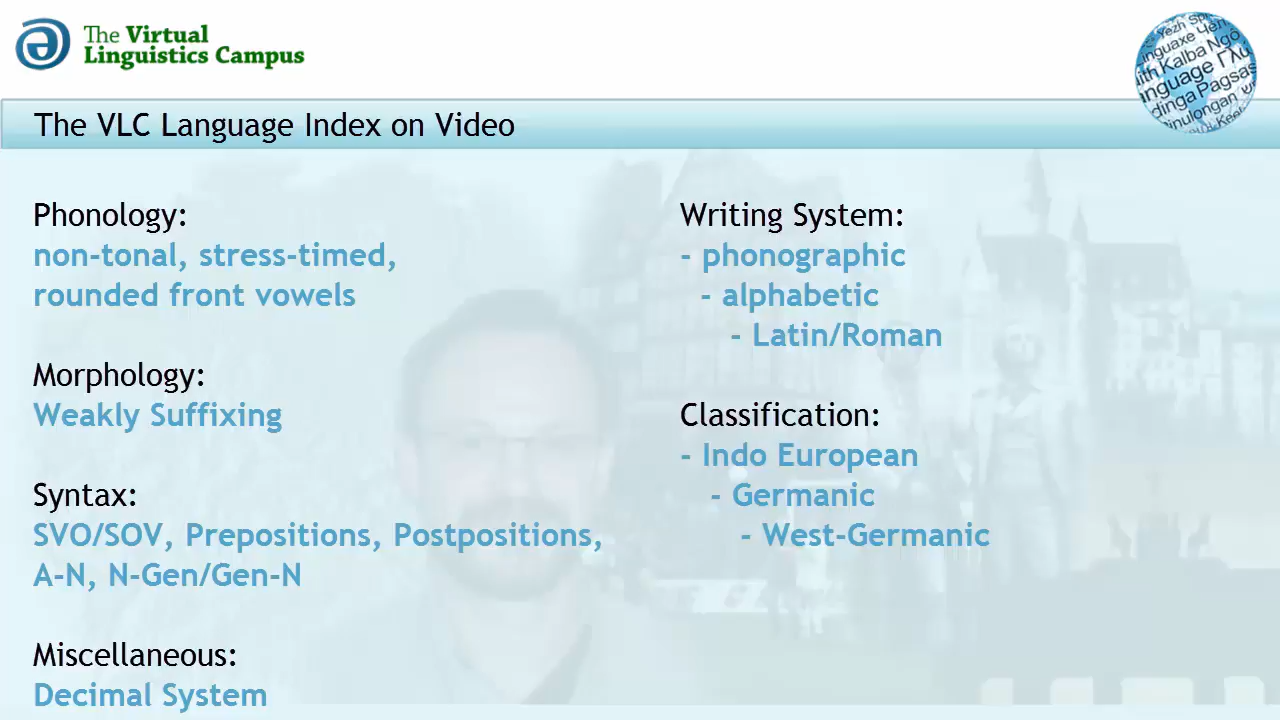 The Virtual
Linguistics Campus
The VLC Language Index on Video
Phonology:
non-tonal, stress-timed,
rounded front vowels
Morphology:
Weakly Suffixing
Syntax:
SVO/SOV, Prepositions, Postpositions,
A-N, N-Gen/Gen-N
Miscellaneous:
Decimal System
Writing System:
- phonographic
- alphabetic
- Latin/Roman
Classification:
- Indo European
- Germanic
- West-Germanic